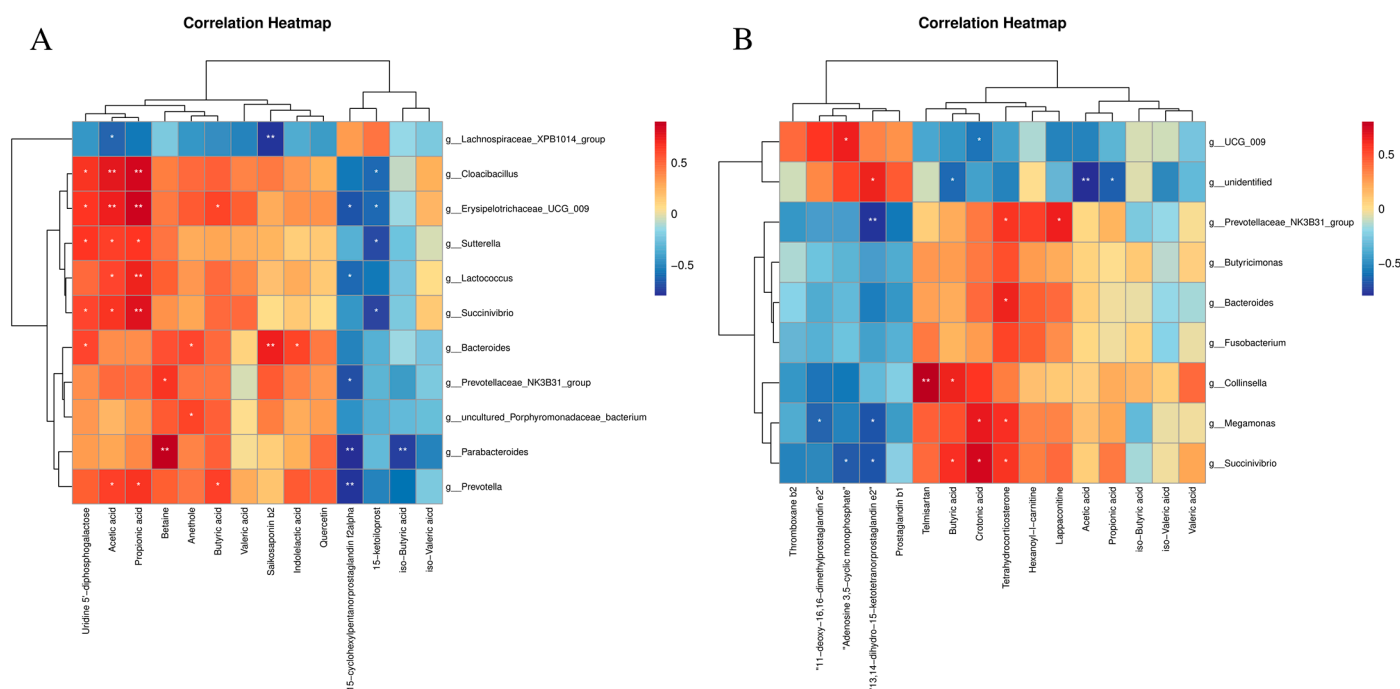 Correlation Heatmap
A
g__Lachnospiraceae_XPB1014_group
g__Cloacibacillus
g__Erysipelotrichaceae_UCG_009
g__Sutterella
g__Lactococcus
g__Succinivibrio
g__Bacteroides
g__Prevotellaceae_NK3B31_group
g__uncultured_Porphyromonadaceae_bacterium
g__Parabacteroides
g__Prevotella
* **
* ** ** *
* ** ** * * *
* * * *
* ** *
* * ** *
* * ** *
* *
*
** ** **
* * * **
Uridine 5'−diphosphogalactose
Acetic acid
Propionic acid
Betaine
Anethole
Butyric acid
Valeric acid
Saikosaponin b2
Indolelactic acid
Quercetin
15−cyclohexylpentanorprostaglandin f2alpha
15−ketoiloprost
iso−Butyric acid
iso−Valeric aicd
0.5
0
−0.5
Correlation Heatmap
B
g__UCG_009
g__unidentified
g__Prevotellaceae_NK3B31_group
g__Butyricimonas
g__Bacteroides
g__Fusobacterium
g__Collinsella
g__Megamonas
g__Succinivibrio
* *
* * ** *
** * *
*
** *
* * * *
* * * * *
Thromboxane b2
"11−deoxy−16,16−dimethylprostaglandin e2"
"Adenosine 3,5−cyclic monophosphate"
"13,14−dihydro−15−ketotetranorprostaglandin e2"
Prostaglandin b1
Telmisartan
Butyric acid
Crotonic acid
Tetrahydrocorticosterone
Hexanoyl−l−carnitine
Lappaconitine
Acetic acid
Propionic acid
iso−Butyric acid
iso−Valeric aicd
Valeric acid
0.5
0
−0.5